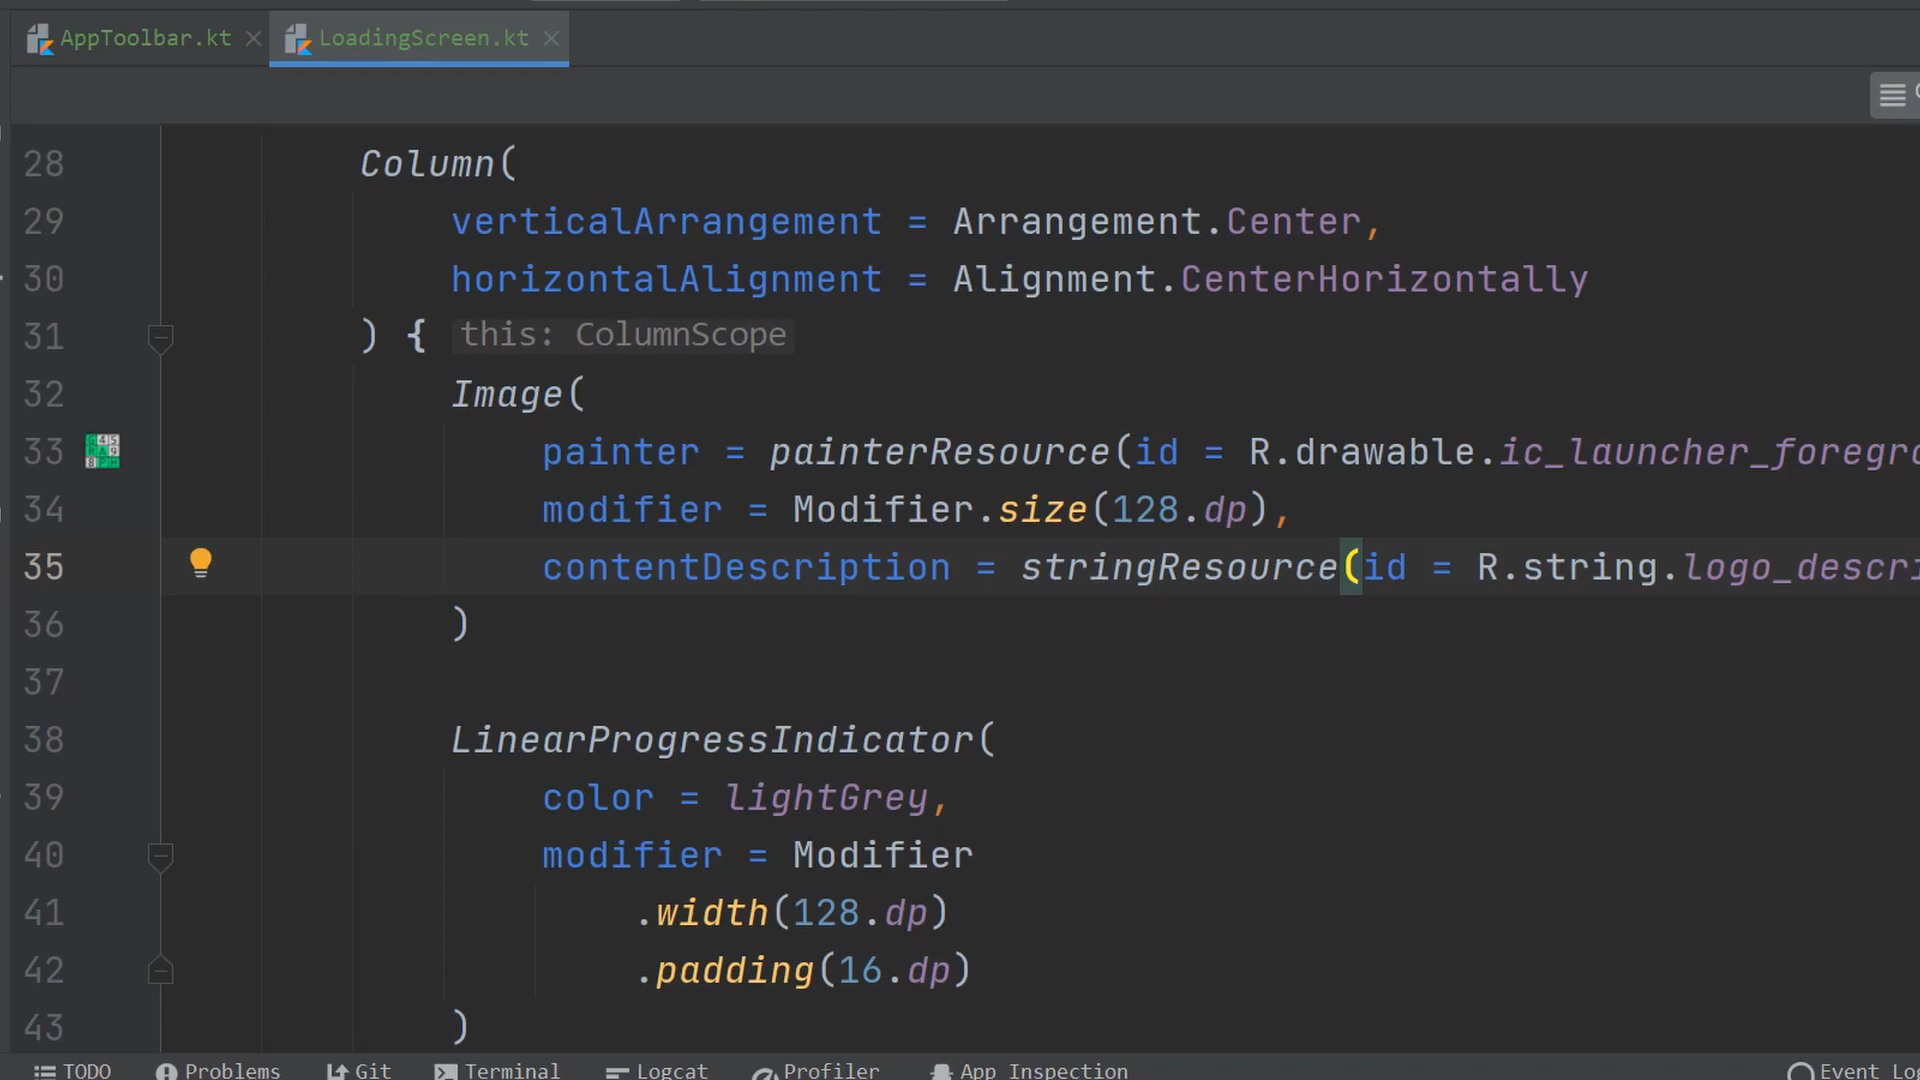 AppToolbar.kt LoadingScreen.kt
28 Column(
29 verticalArrangement = Arrangement.Center,
30 horizontalAlignment = Alignment.CenterHorizontally
31 ) { this: ColumnScope
32 Image(
33 painter = painterResource(id = R.drawable.ic_launcher_foregro
34 modifier = Modifier.size(128.dp),
35 contentDescription = stringResource(id = R.string.logo_descri
36 )
37
38 LinearProgressIndicator(
39 color = lightGrey,
40 modifier = Modifier
41 .width(128.dp)
42 .padding(16.dp)
43 )
TODO Problems Git Terminal Logcat Profiler App Inspection Event Log